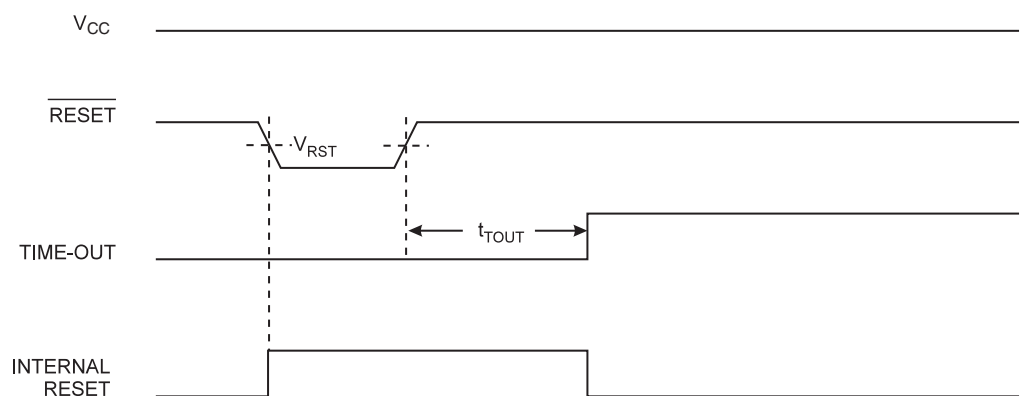 VCC
RESET
VRST
tTOUT
TIME-OUT
INTERNAL
RESET